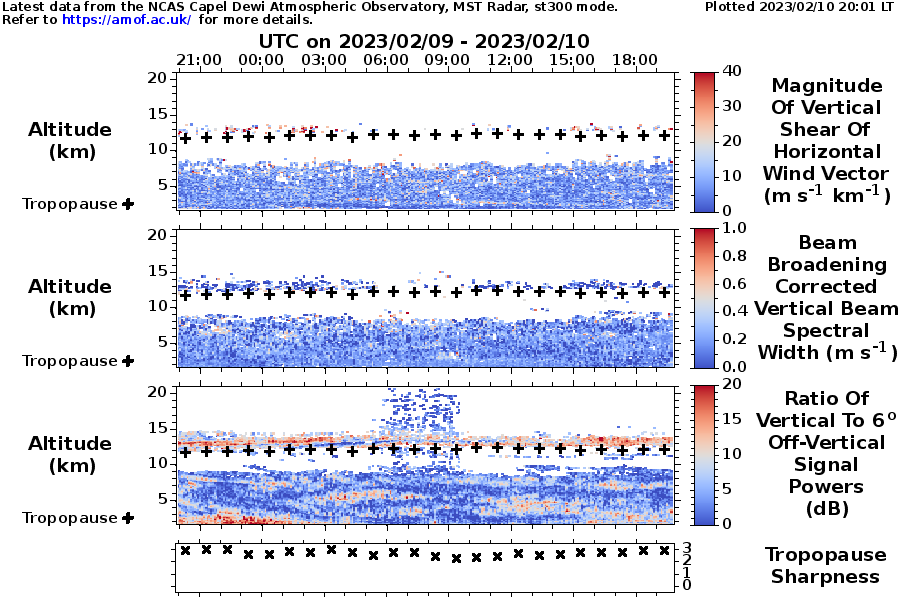 Latest data from the NCAS Capel Dewi Atmospheric Observatory, MST Radar, st300 mode.
Plotted 2023/02/10 20:01 LT
Refer to https://amof.ac.uk/ for more details.
UTC on 2023/02/09 - 2023/02/10
21:00 00:00 03:00 06:00 09:00 12:00 15:00 18:00
20
15
10
5
Altitude
(km)
Tropopause
40
30
20
10
0
Magnitude
Of Vertical
Shear Of
Horizontal
Wind Vector
(m s-1 km-1)
20
15
10
5
Altitude
(km)
Tropopause
1.0
0.8
0.6
0.4
0.2
0.0
Beam
Broadening
Corrected
Vertical Beam
Spectral
Width (m s-1)
20
15
10
5
Altitude
(km)
Tropopause
20
15
10
5
0
Ratio Of
Vertical To 6o
Off-Vertical
Signal
Powers
(dB)
3
2
1
0
Tropopause
Sharpness